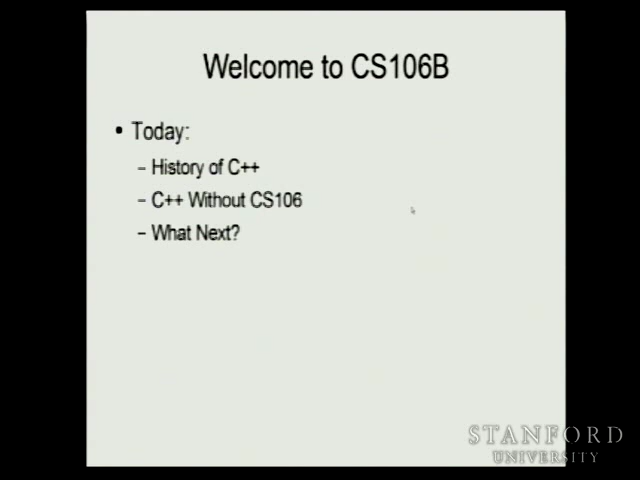 Welcome to CS106B
• Today:
– History of C++
– C++ Without CS106
– What Next?
STANFORD
UNIVERSITY